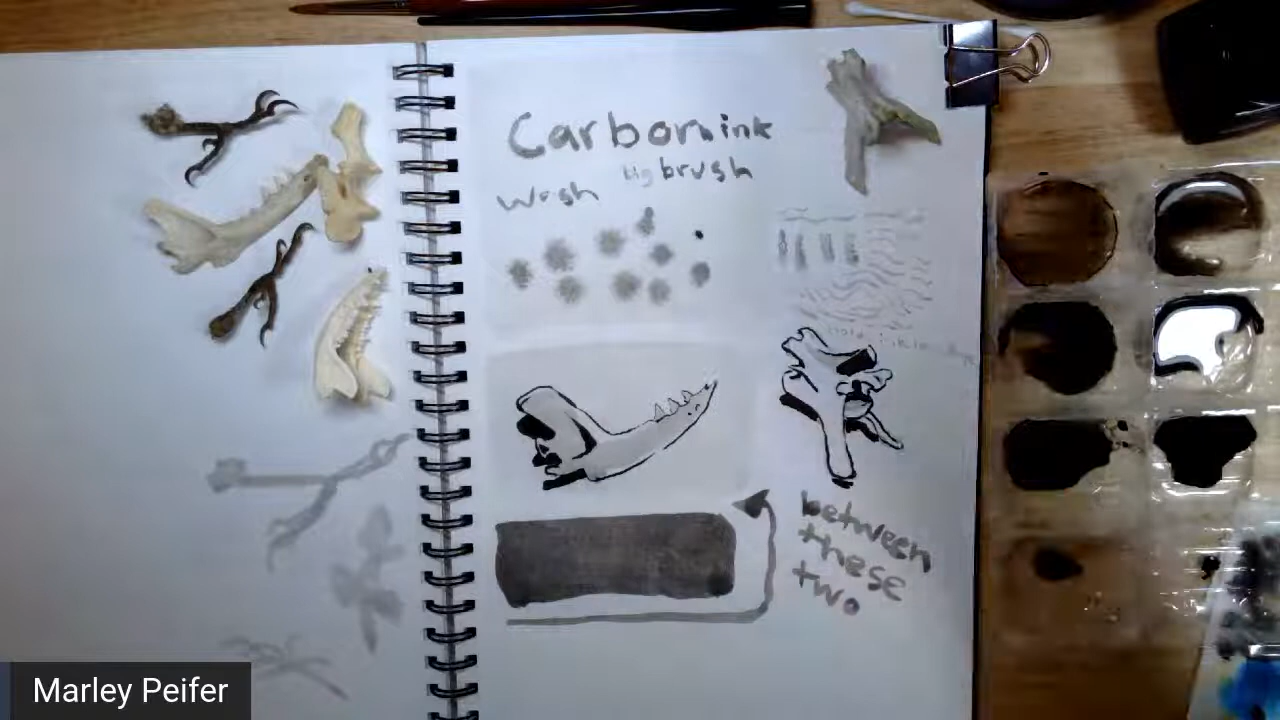 Carbon ink
Wash Big brush
between
these
two
Marley Peifer